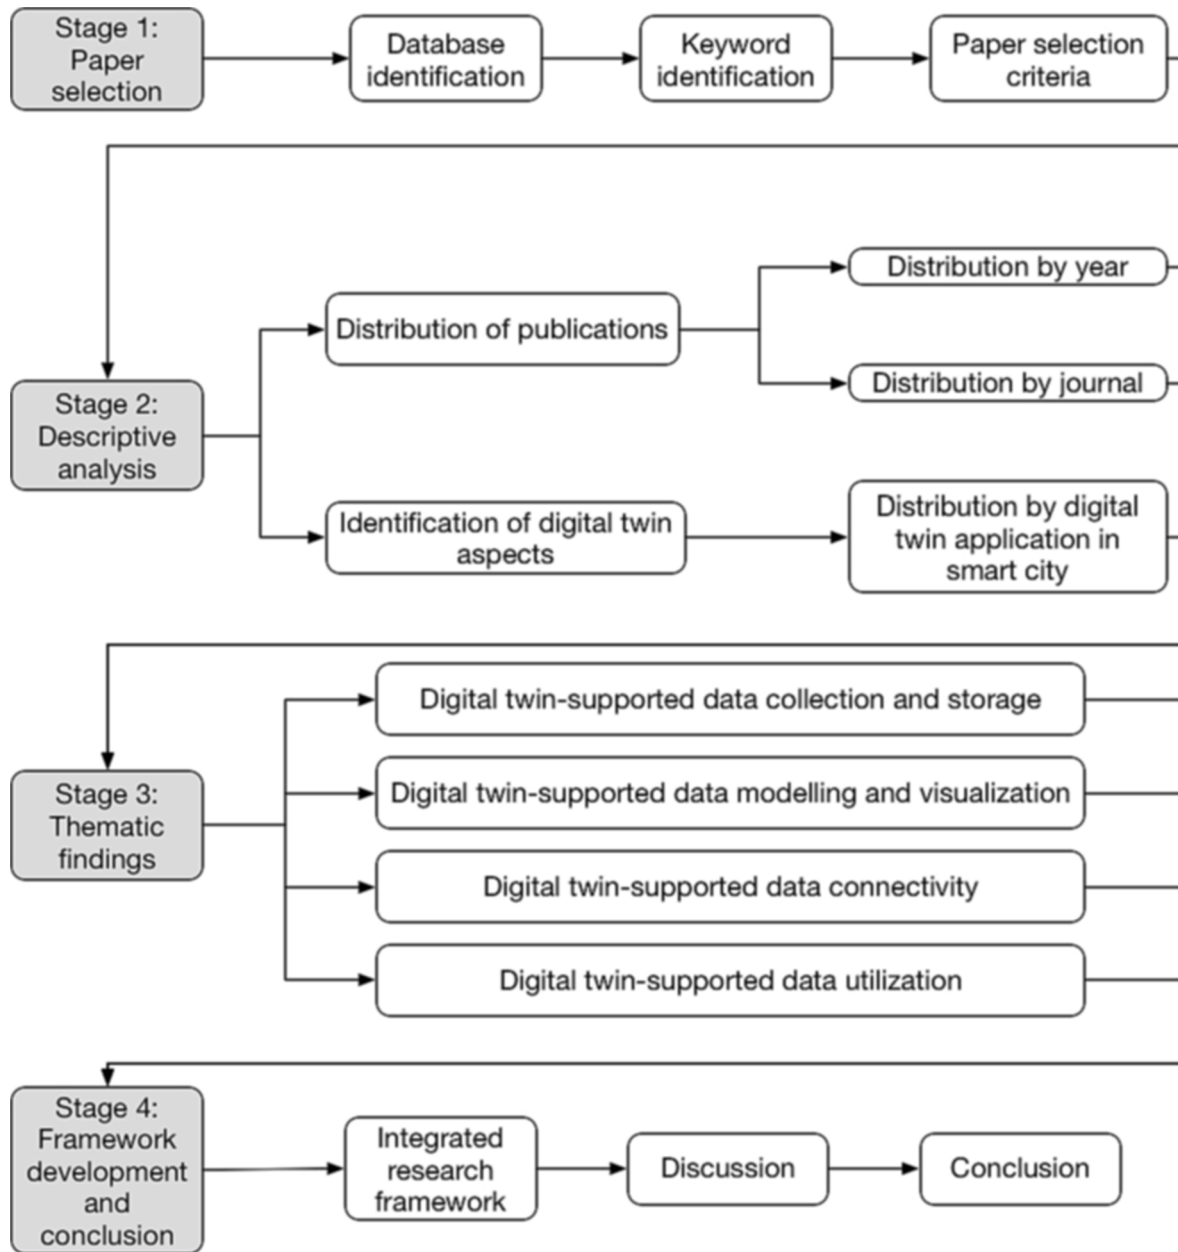 Stage 1:
Paper
selection
Database
identification
Keyword
identification
Paper selection
criteria
Distribution by year
Distribution of publications
Distribution by journal
Stage 2:
Descriptive
analysis
Identification of digital twin
aspects
Distribution by digital
twin application in
smart city
Digital twin-supported data collection and storage
Digital twin-supported data modelling and visualization
Stage 3:
Thematic
findings
Digital twin-supported data connectivity
Digital twin-supported data utilization
Stage 4:
Framework
development
and
conclusion
Integrated
research
framework
Discussion
Conclusion